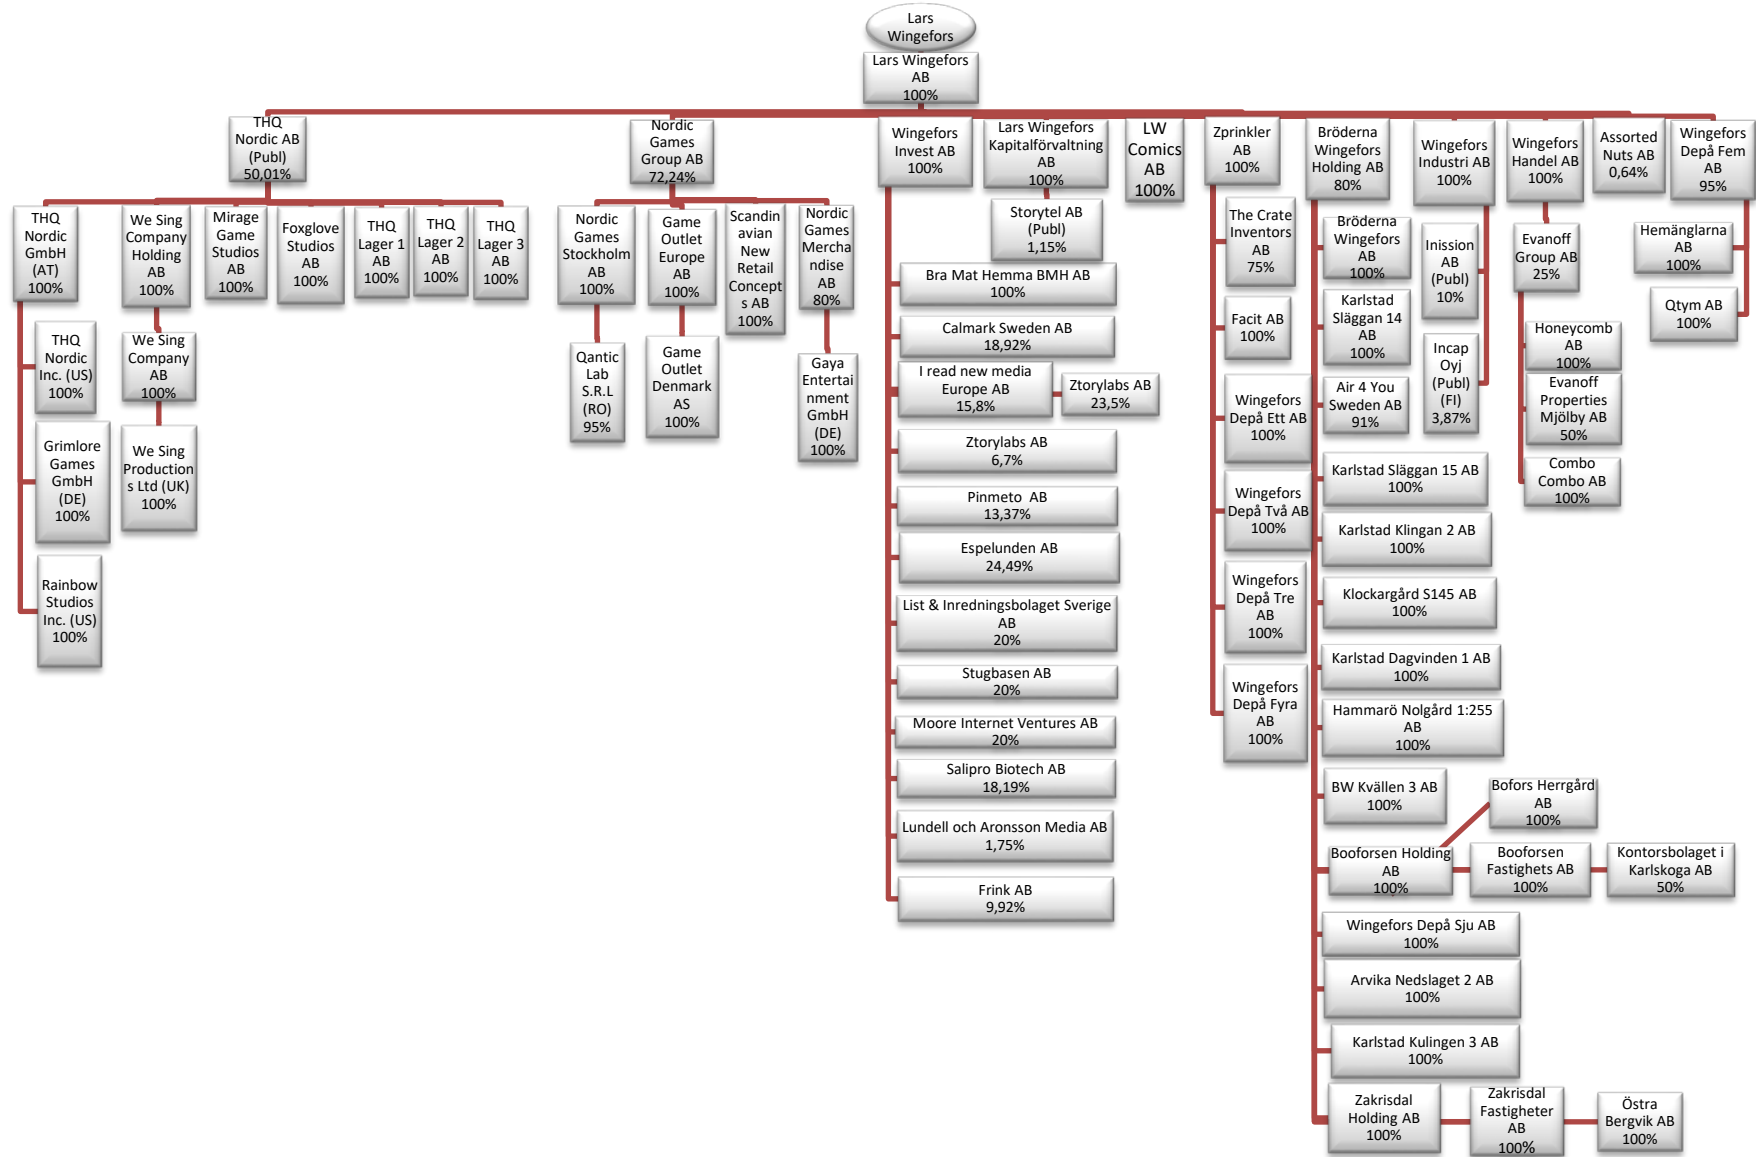 Lars
Wingefors
Lars Wingefors
AB
100%
THQ
Nordic AB
(Publ)
50,01%
Nordic
Games
Group AB
72,24%
Wingefors
Invest AB
100%
Lars Wingefors
Kapitalförvaltning
AB
100%
LW
Comics
AB
100%
Zprinkler
AB
100%
Bröderna
Wingefors
Holding AB
80%
Wingefors
Industri AB
100%
Wingefors
Handel AB
100%
Assorted
Nuts AB
0,64%
Wingefors
Depå Fem
AB
95%
THQ
Nordic
GmbH
(AT)
100%
We Sing
Company
Holding
AB
100%
Mirage
Game
Studios
AB
100%
Foxglove
Studios
AB
100%
THQ
Lager 1
AB
100%
THQ
Lager 2
AB
100%
THQ
Lager 3
AB
100%
THQ
Nordic
Inc. (US)
100%
Grimlore
Games
GmbH
(DE)
100%
Rainbow
Studios
Inc. (US)
100%
We Sing
Company
AB
100%
We Sing
Production
s Ltd (UK)
100%
Nordic
Games
Stockholm
AB
100%
Game
Outlet
Europe
AB
100%
Scandin
avian
New
Retail
Concept
s AB
100%
Nordic
Games
Mercha
ndise
AB
80%
Qantic
Lab
S.R.L
(RO)
95%
Game
Outlet
Denmark
AS
100%
Gaya
Entertai
nment
GmbH
(DE)
100%
Storytel AB
(Publ)
1,15%
Bra Mat Hemma BMH AB
100%
Calmark Sweden AB
18,92%
I read new media
Europe AB
15,8%
Ztorylabs AB
23,5%
Ztorylabs AB
6,7%
Pinmeto  AB
13,37%
Espelunden AB
24,49%
List & Inredningsbolaget Sverige
AB
20%
Stugbasen AB
20%
Moore Internet Ventures AB
20%
Salipro Biotech AB
18,19%
Lundell och Aronsson Media AB
1,75%
Frink AB
9,92%
The Crate
Inventors
AB
75%
Facit AB
100%
Wingefors
Depå Ett AB
100%
Wingefors
Depå Två AB
100%
Wingefors
Depå Tre
AB
100%
Wingefors
Depå Fyra
AB
100%
Bröderna
Wingefors
AB
100%
Karlstad
Släggan 14
AB
100%
Air 4 You
Sweden AB
91%
Karlstad Släggan 15 AB
100%
Karlstad Klingan 2 AB
100%
Klockargård S145 AB
100%
Karlstad Dagvinden 1 AB
100%
Hammarö Nolgård 1:255
AB
100%
BW Kvällen 3 AB
100%
Bofors Herrgård
AB
100%
Booforsen Holding
AB
100%
Booforsen
Fastighets AB
100%
Kontorsbolaget i
Karlskoga AB
50%
Wingefors Depå Sju AB
100%
Arvika Nedslaget 2 AB
100%
Karlstad Kulingen 3 AB
100%
Zakrisdal
Holding AB
100%
Zakrisdal
Fastigheter
AB
100%
Östra
Bergvik AB
100%
Inission
AB
(Publ)
10%
Incap
Oyj
(Publ)
(FI)
3,87%
Evanoff
Group AB
25%
Honeycomb
AB
100%
Evanoff
Properties
Mjölby AB
50%
Combo
Combo AB
100%
Hemänglarna
AB
100%
Qtym AB
100%